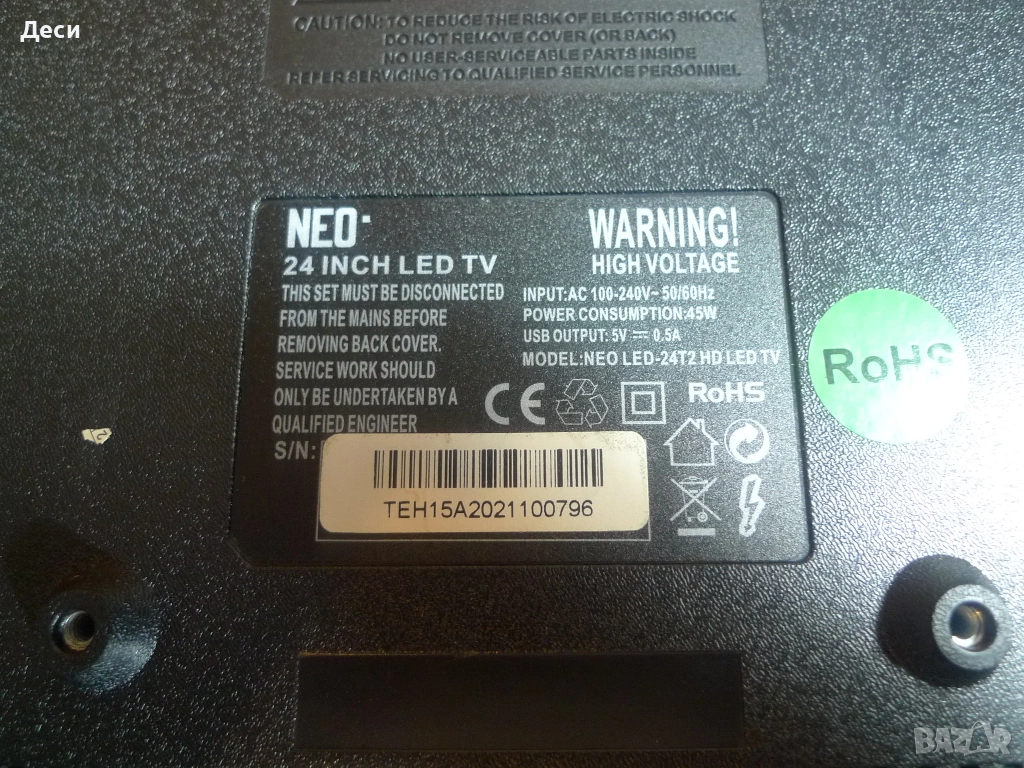 Деси
CAUTION: TO REDUCE THE RISK OF ELECTRIC SHOCK
DO NOT REMOVE COVER (OR BACK)
NO USER-SERVICEABLE PARTS INSIDE
REFER SERVICING TO QUALIFIED SERVICE PERSONNEL
NEO
24 INCH LED TV
THIS SET MUST BE DISCONNECTED
FROM THE MAINS BEFORE
REMOVING BACK COVER.
SERVICE WORK SHOULD
ONLY BE UNDERTAKEN BY A
QUALIFIED ENGINEER
S/N:
TEH15A2021100796
WARNING!
HIGH VOLTAGE
INPUT:AC 100-240V~ 50/60Hz
POWER CONSUMPTION:45W
USB OUTPUT: 5V ⎓ 0.5A
MODEL:NEO LED-24T2 HD LED TV
CE
RoHS
RoHS
BAZAR